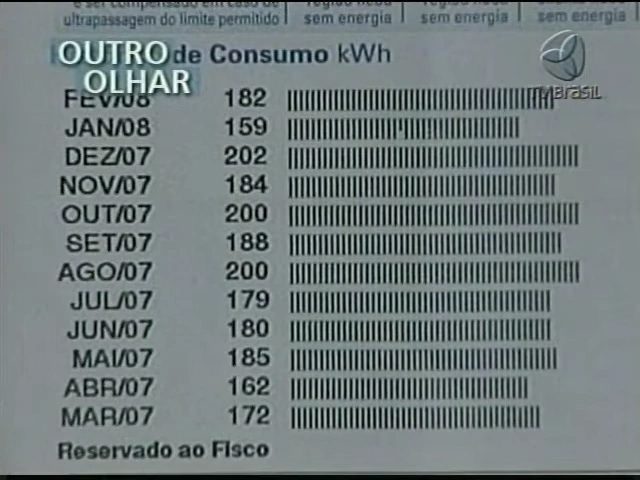 e ser compensado em caso de
ultrapassagem do limite permitido
sem energia
sem energia
sem energia
OUTRO
OLHAR
de Consumo kWh
TVBRASIL
FEV/08 182
JAN/08 159
DEZ/07 202
NOV/07 184
OUT/07 200
SET/07 188
AGO/07 200
JUL/07 179
JUN/07 180
MAI/07 185
ABR/07 162
MAR/07 172
Reservado ao Fisco